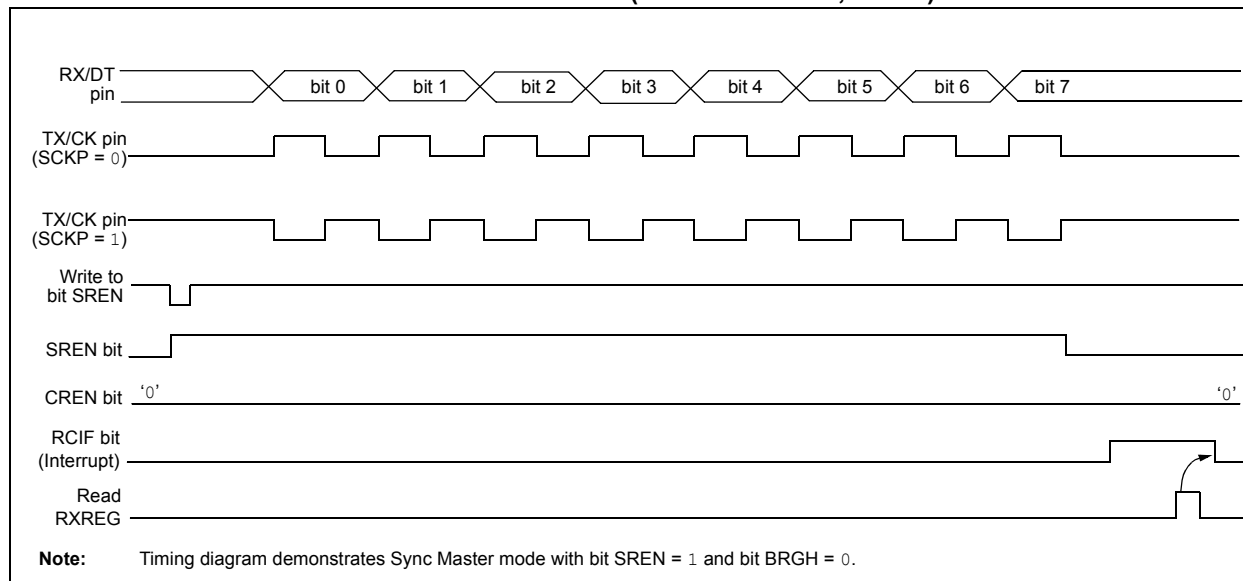 RX/DT
pin
bit 0 bit 1 bit 2 bit 3 bit 4 bit 5 bit 6 bit 7
TX/CK pin
(SCKP = 0)
TX/CK pin
(SCKP = 1)
Write to
bit SREN
SREN bit
CREN bit ‘0’ ‘0’
RCIF bit
(Interrupt)
Read
RXREG
Note: Timing diagram demonstrates Sync Master mode with bit SREN = 1 and bit BRGH = 0.